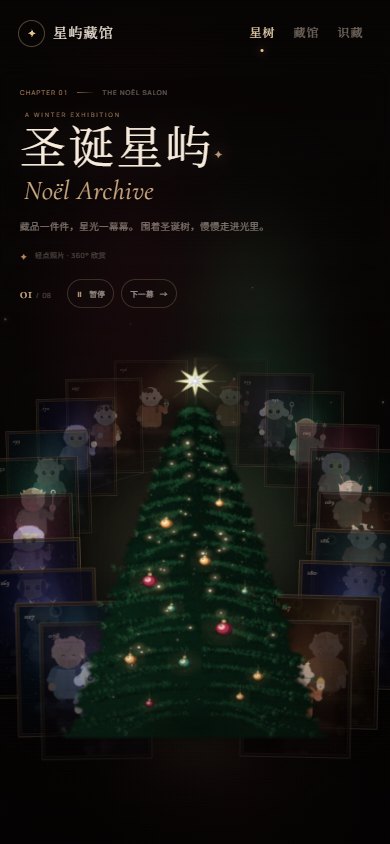 ✦ 星屿藏馆
星树 藏馆 识藏
CHAPTER 01 — THE NOËL SALON
A WINTER EXHIBITION
圣诞星屿
Noël Archive
藏品一件件，星光一幕幕。围着圣诞树，慢慢走进光里。
轻点照片 · 360° 欣赏
01 / 08
暂停
下一幕 →